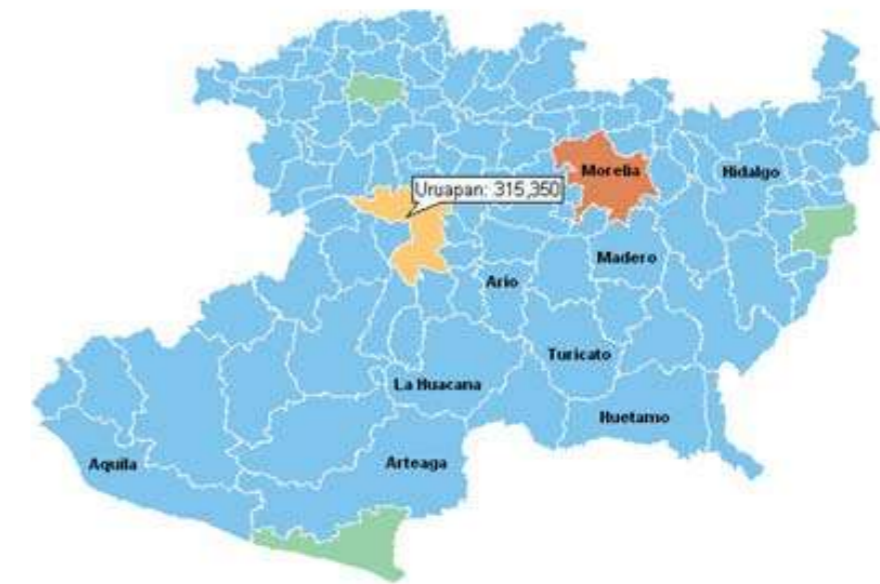 Morelia
Hidalgo
Uruapan: 315,350
Madero
Ario
Turicato
La Huacana
Huetamo
Aquila
Arteaga